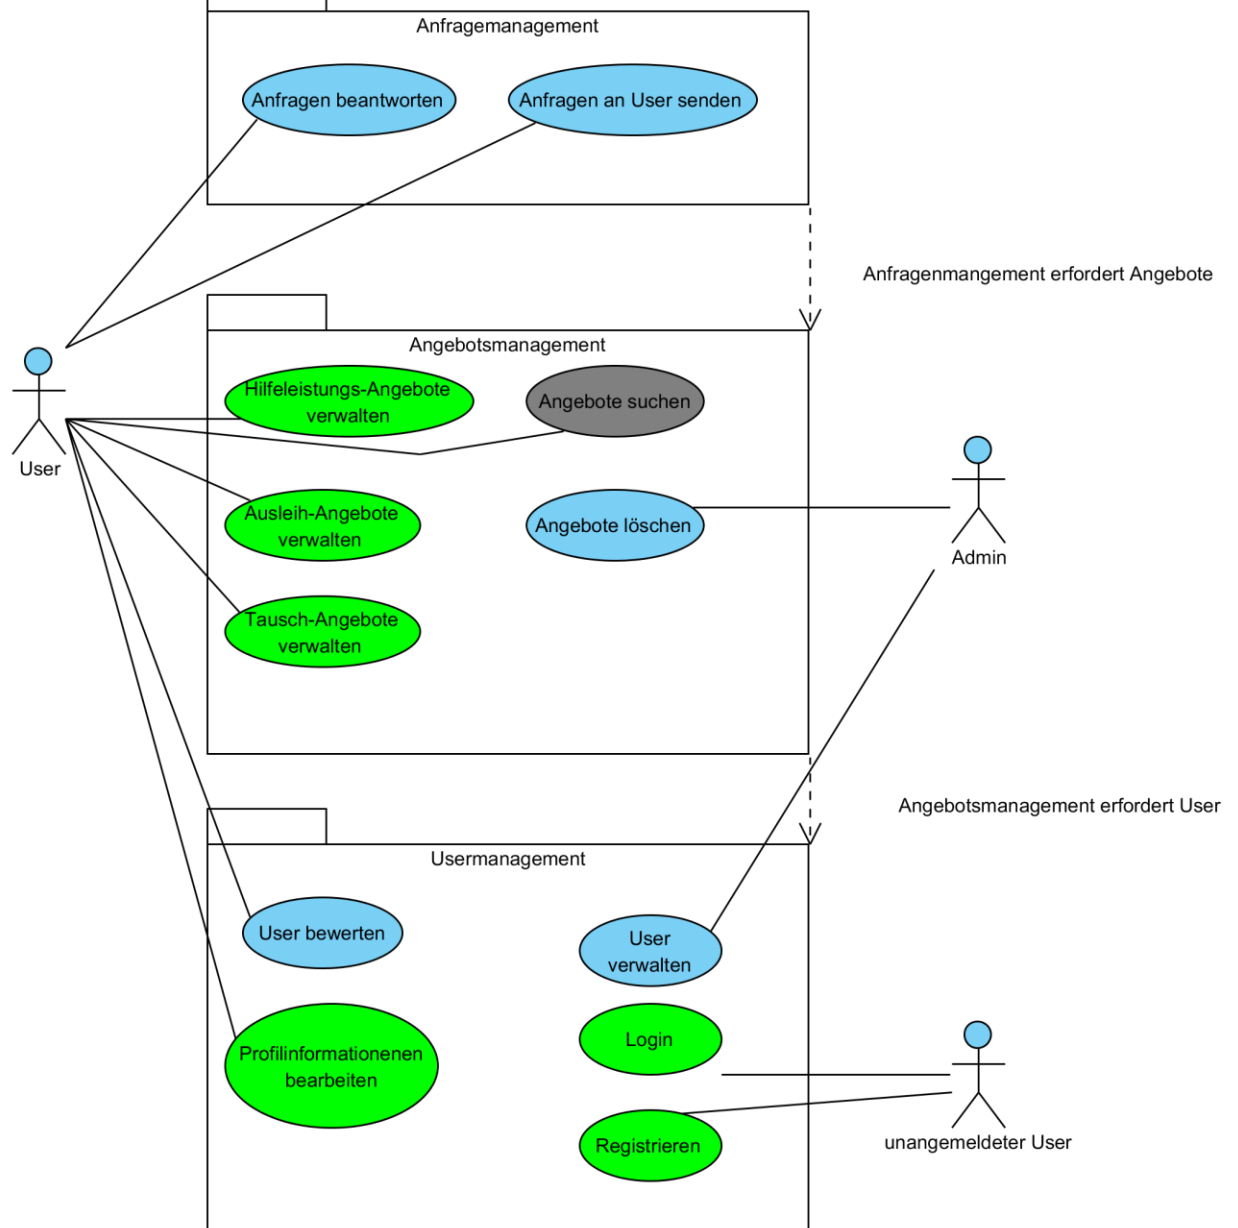 Anfragemanagement
Anfragen beantworten
Anfragen an User senden
Anfragenmangement erfordert Angebote
Angebotsmanagement
Hilfeleistungs-Angebote
verwalten
Angebote suchen
User
Ausleih-Angebote
verwalten
Angebote löschen
Admin
Tausch-Angebote
verwalten
Angebotsmanagement erfordert User
Usermanagement
User bewerten
User
verwalten
Profilinformationenen
bearbeiten
Login
Registrieren
unangemeldeter User